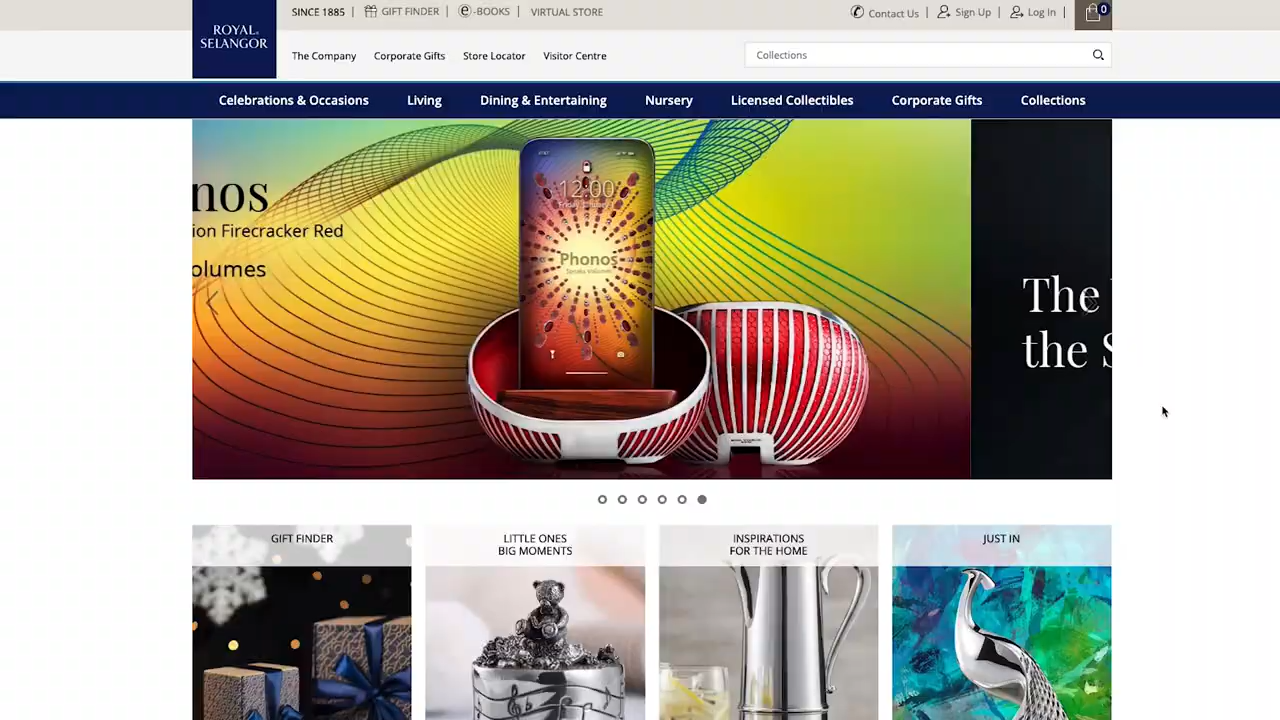 SINCE 1885 | GIFT FINDER | e-BOOKS | VIRTUAL STORE
Contact Us | Sign Up | Log In | 0
ROYAL
SELANGOR
The Company Corporate Gifts Store Locator Visitor Centre
Collections
Celebrations & Occasions Living Dining & Entertaining Nursery Licensed Collectibles Corporate Gifts Collections
nos
ion Firecracker Red
olumes
12:00
Phonos
Speaks Volumes
The
the S
GIFT FINDER
LITTLE ONES
BIG MOMENTS
INSPIRATIONS
FOR THE HOME
JUST IN